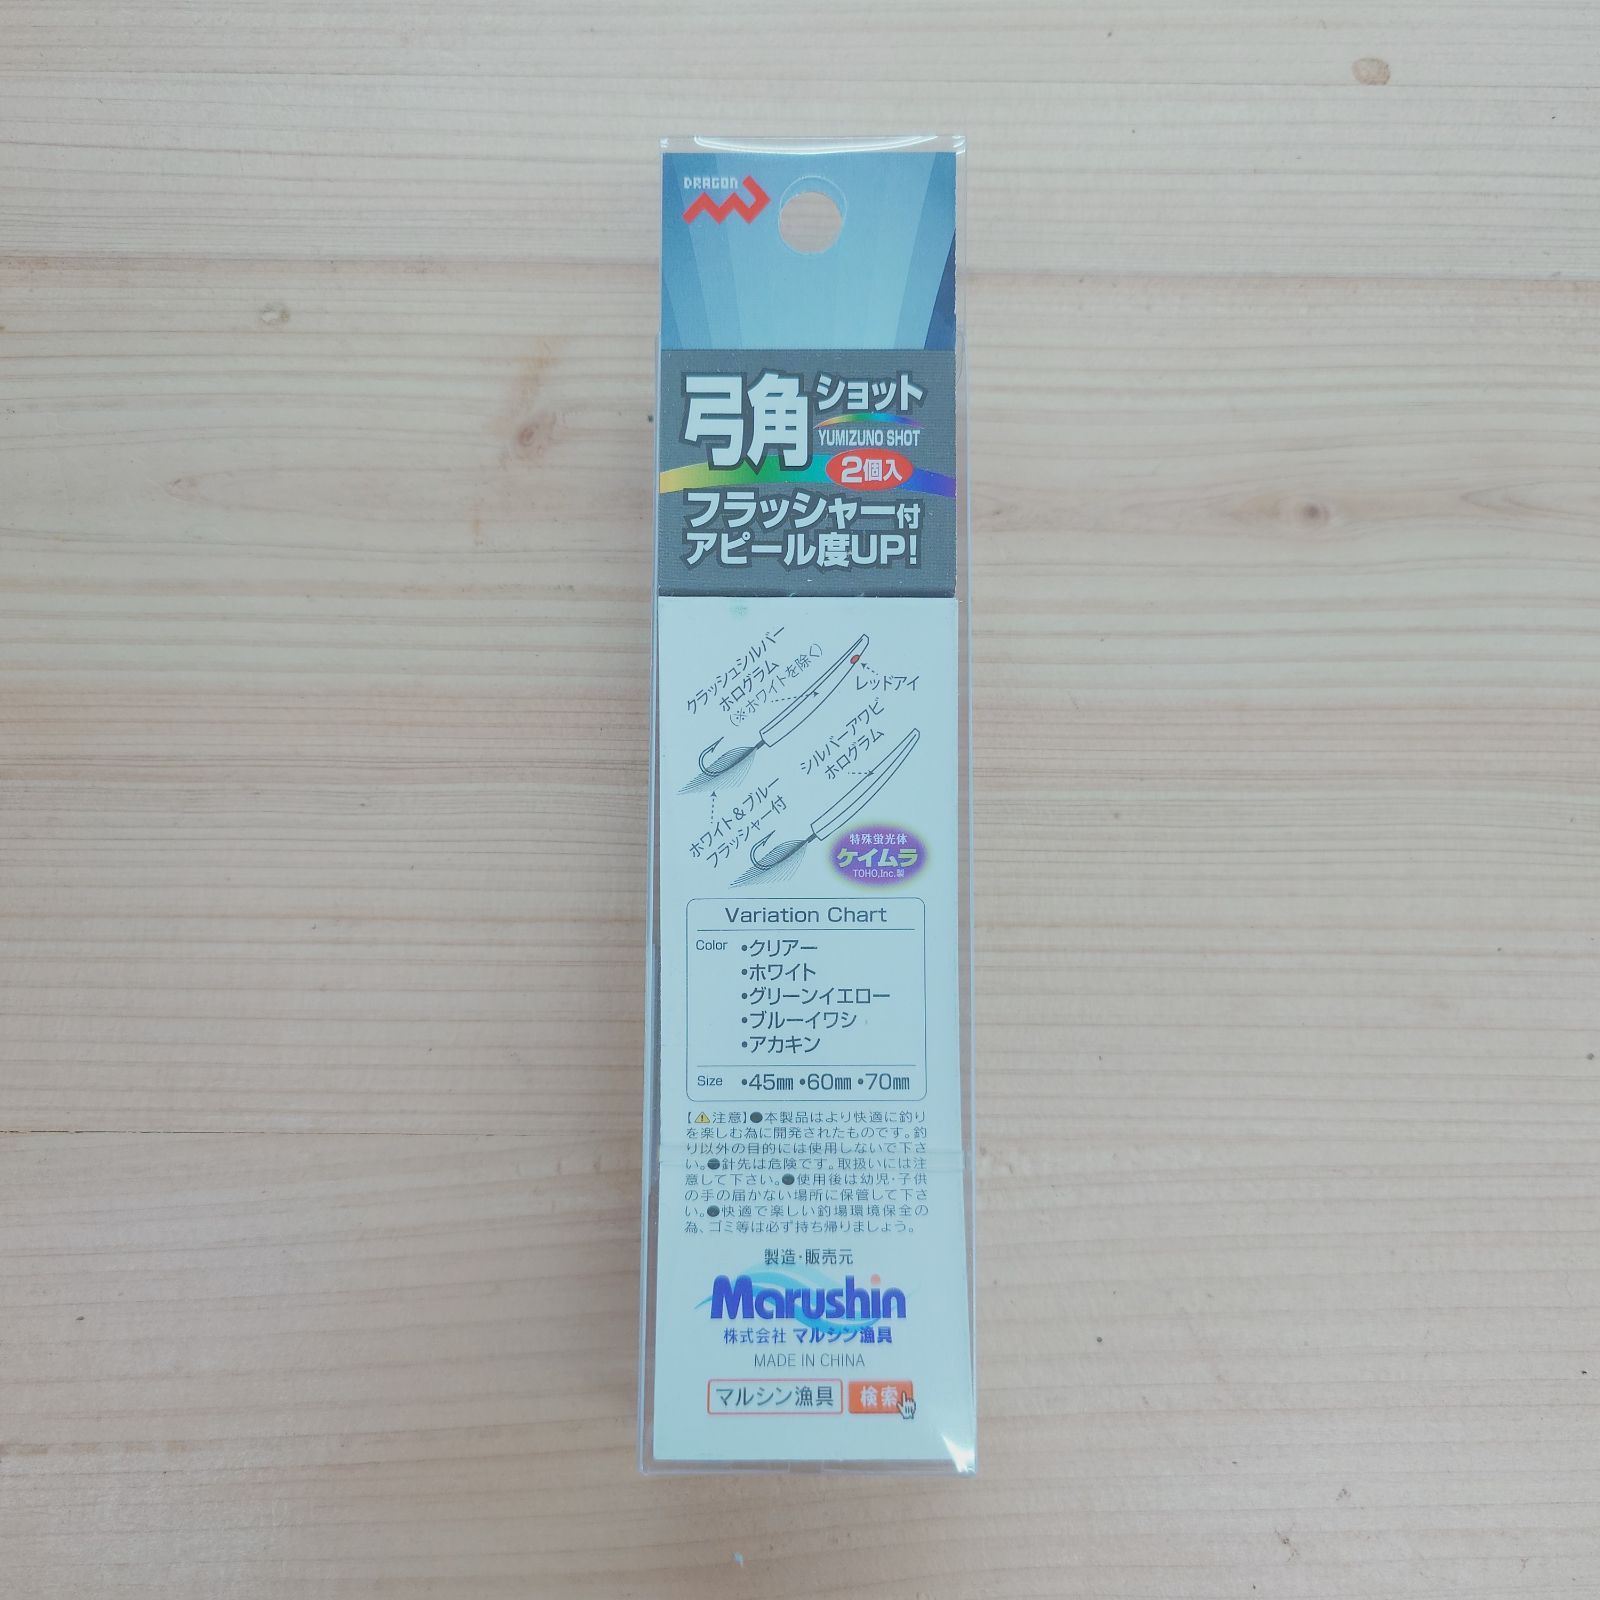 DRAGON
弓角
ショット
YUMIZUNO SHOT
2個入
フラッシャー付
アピール度UP!
クラッシュシルバー
ホログラム
(※ホワイトを除く)
レッドアイ
シルバーアワビ
ホログラム
ホワイト&ブルー
フラッシャー付
特殊蛍光体
ケイムラ
TOHO,Inc.製
Variation Chart
Color •クリアー
•ホワイト
•グリーンイエロー
•ブルーイワシ
•アカキン
Size •45㎜ •60㎜ •70㎜
【⚠注意】●本製品はより快適に釣り
を楽しむ為に開発されたものです。釣
り以外の目的には使用しないで下さ
い。●針先は危険です。取扱いには注
意して下さい。●使用後は幼児・子供
の手の届かない場所に保管して下さ
い。●快適で楽しい釣場環境保全の
為、ゴミ等は必ず持ち帰りましょう。
製造・販売元
Marushin
株式会社 マルシン漁具
MADE IN CHINA
マルシン漁具 検索